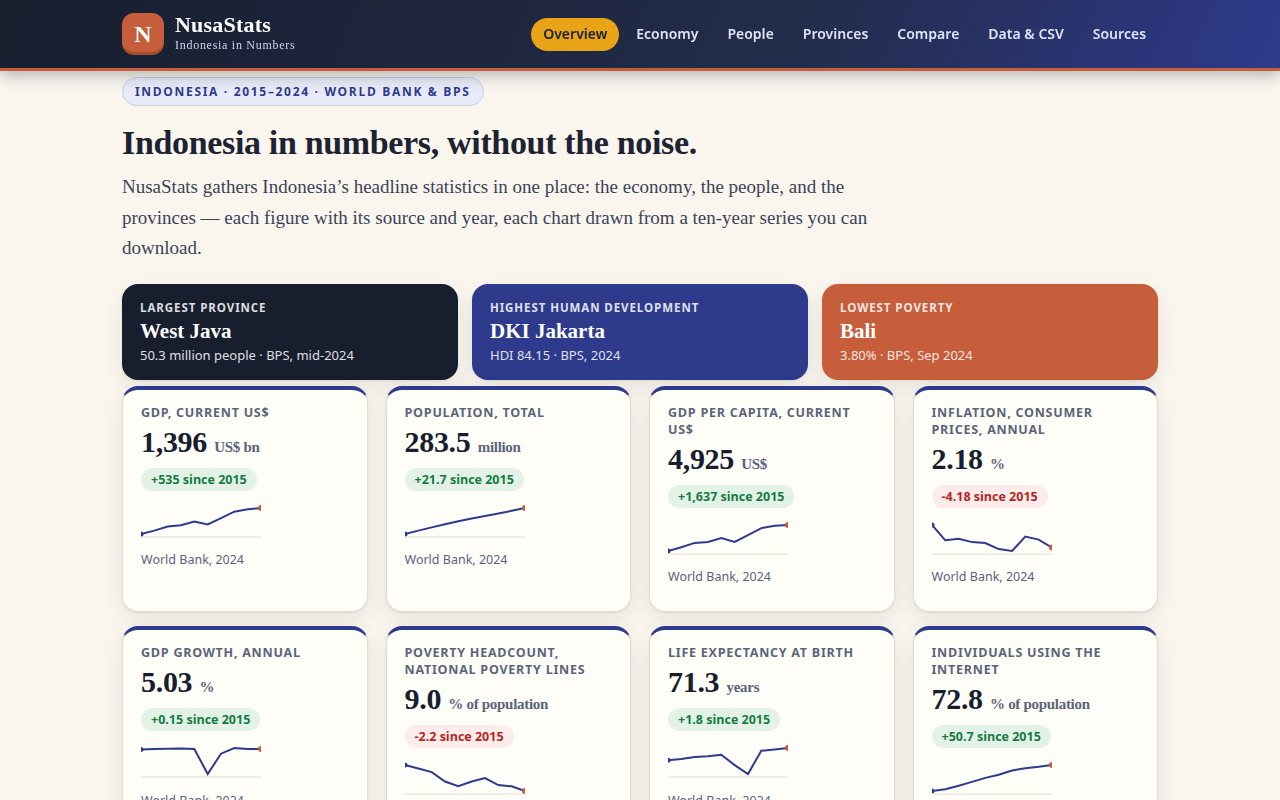 N
NusaStats
Indonesia in Numbers
Overview
Economy
People
Provinces
Compare
Data & CSV
Sources
INDONESIA · 2015–2024 · WORLD BANK & BPS
Indonesia in numbers, without the noise.
NusaStats gathers Indonesia’s headline statistics in one place: the economy, the people, and the
provinces — each figure with its source and year, each chart drawn from a ten-year series you can
download.
LARGEST PROVINCE
West Java
50.3 million people · BPS, mid-2024
HIGHEST HUMAN DEVELOPMENT
DKI Jakarta
HDI 84.15 · BPS, 2024
LOWEST POVERTY
Bali
3.80% · BPS, Sep 2024
GDP, CURRENT US$
1,396 US$ bn
+535 since 2015
World Bank, 2024
POPULATION, TOTAL
283.5 million
+21.7 since 2015
World Bank, 2024
GDP PER CAPITA, CURRENT
US$
4,925 US$
+1,637 since 2015
World Bank, 2024
INFLATION, CONSUMER
PRICES, ANNUAL
2.18 %
-4.18 since 2015
World Bank, 2024
GDP GROWTH, ANNUAL
5.03 %
+0.15 since 2015
World Bank, 2024
POVERTY HEADCOUNT,
NATIONAL POVERTY LINES
9.0 % of population
-2.2 since 2015
LIFE EXPECTANCY AT BIRTH
71.3 years
+1.8 since 2015
World Bank, 2024
INDIVIDUALS USING THE
INTERNET
72.8 % of population
+50.7 since 2015